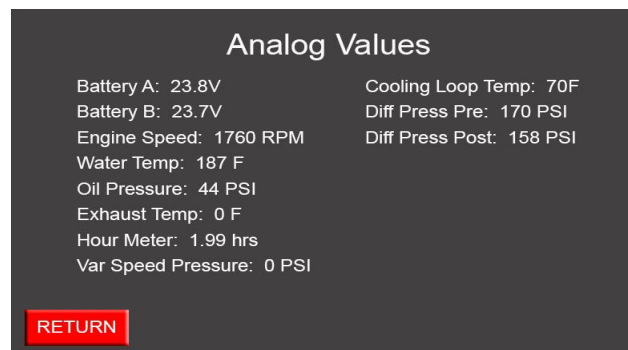 Analog Values
Battery A: 23.8V
Battery B: 23.7V
Engine Speed: 1760 RPM
Water Temp: 187 F
Oil Pressure: 44 PSI
Exhaust Temp: 0 F
Hour Meter: 1.99 hrs
Var Speed Pressure: 0 PSI
Cooling Loop Temp: 70F
Diff Press Pre: 170 PSI
Diff Press Post: 158 PSI
RETURN